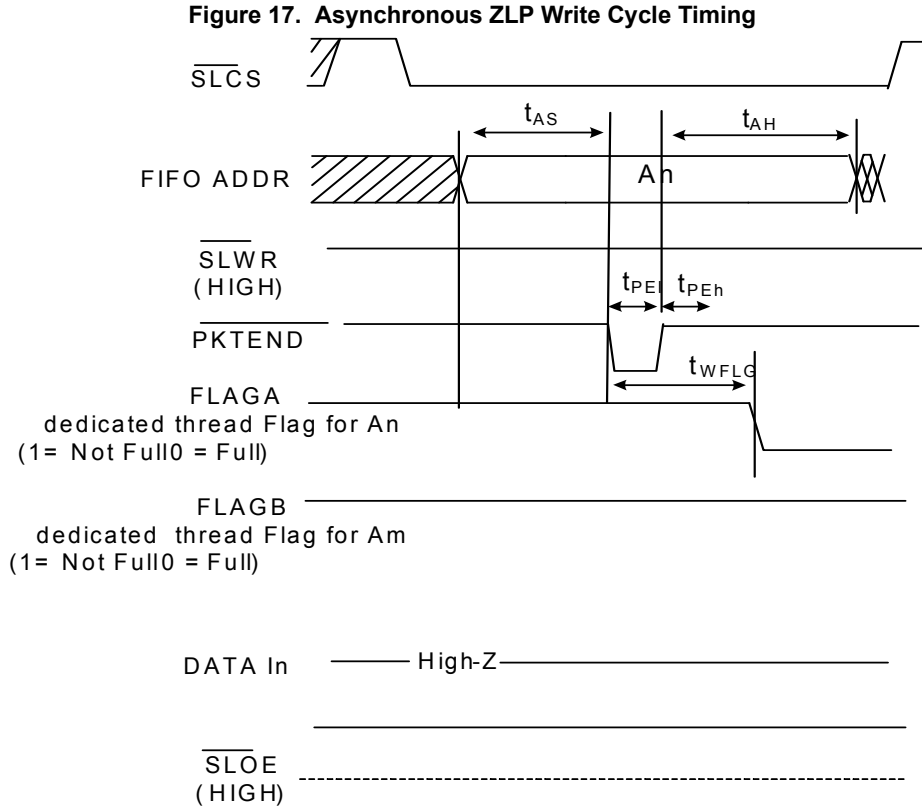 Figure 17.  Asynchronous ZLP Write Cycle Timing
SLCS
tAS
tAH
FIFO ADDR
An
SLWR
(HIGH)
tPEl
tPEh
PKTEND
tWFLG
FLAGA
dedicated thread Flag for An
(1= Not Full0 = Full)
FLAGB
dedicated thread Flag for Am
(1= Not Full0 = Full)
DATA In
High-Z
SLOE
(HIGH)